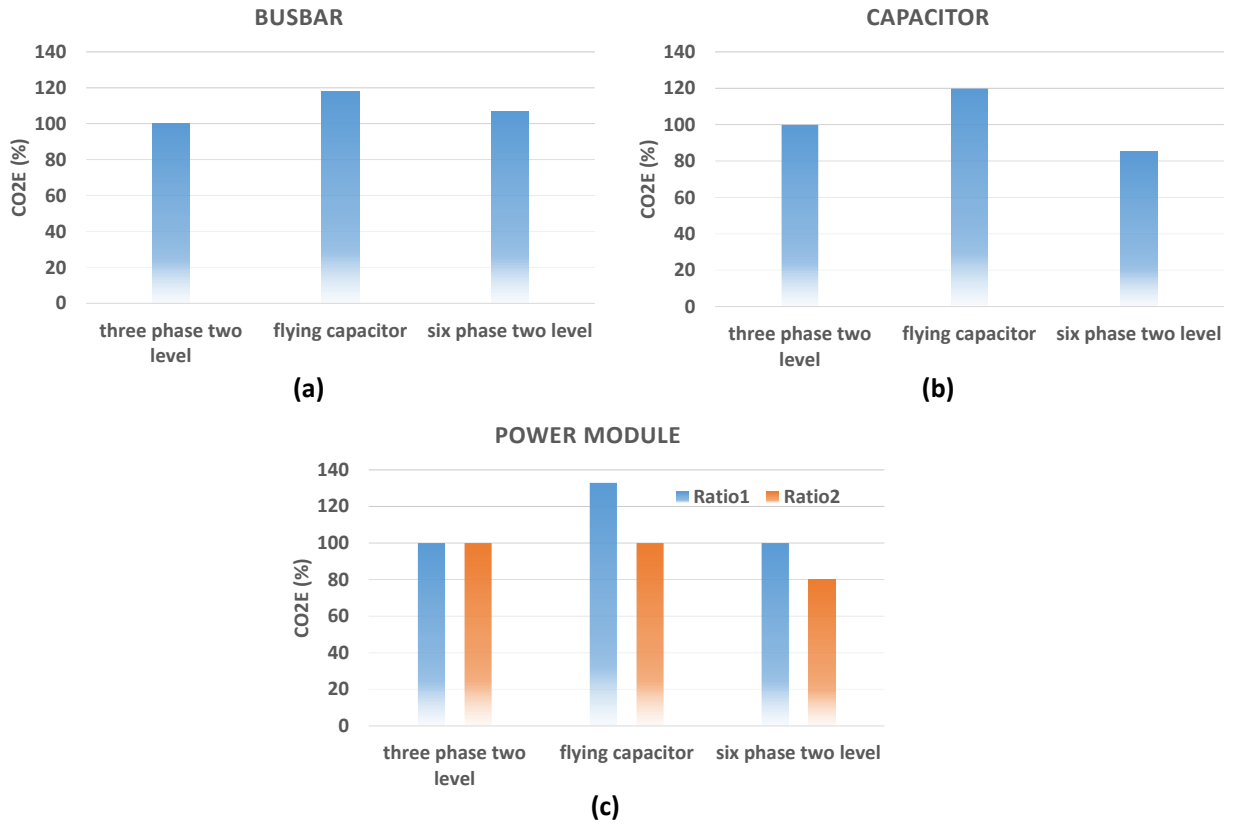 BUSBAR
140
120
100
80
60
40
20
0
CO2E (%)
three phase two level
flying capacitor
six phase two level
(a)
CAPACITOR
140
120
100
80
60
40
20
0
CO2E (%)
three phase two level
flying capacitor
six phase two level
(b)
POWER MODULE
140
120
100
80
60
40
20
0
CO2E (%)
Ratio1
Ratio2
three phase two level
flying capacitor
six phase two level
(c)